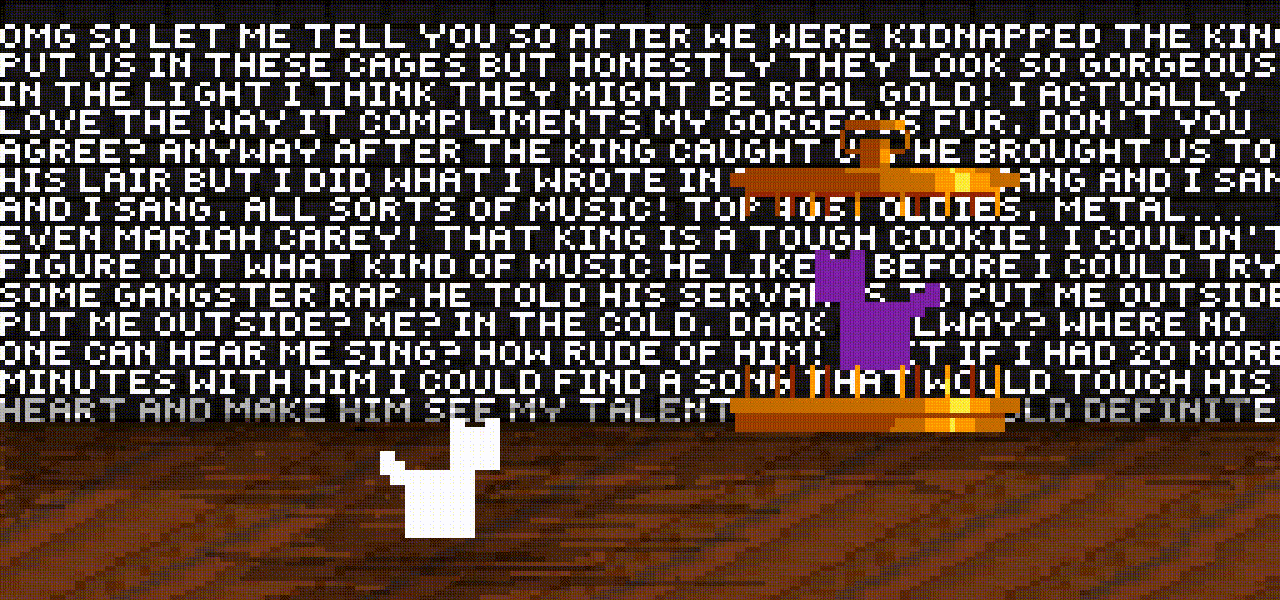 OMG SO LET ME TELL YOU SO AFTER WE WERE KIDNAPPED THE KING
PUT US IN THESE CAGES BUT HONESTLY THEY LOOK SO GORGEOUS
IN THE LIGHT I THINK THEY MIGHT BE REAL GOLD! I ACTUALLY
LOVE THE WAY IT COMPLIMENTS MY FUR. DON'T YOU
AGREE? ANYWAY AFTER THE KING CAUGHT HE BROUGHT US TO
HIS LAIR BUT I DID WHAT I WROTE IN AND I SAN
AND I SANG. ALL SORTS OF MUSIC! OLDIES. METAL...
EVEN MARIAH CAREY! THAT KING IS A TOUGH COOKIE! I COULDN'T
FIGURE OUT WHAT KIND OF MUSIC HE LIKE BEFORE I COULD TRY
SOME GANGSTER RAP.HE TOLD HIS PUT ME OUTSIDE
PUT ME OUTSIDE? ME? IN THE COLD. DARK ? WHERE NO
ONE CAN HEAR ME SING? HOW RUDE OF HIM! IF I HAD 20 MORE
MINUTES WITH HIM I COULD FIND A SONG THAT WOULD TOUCH HIS
HEART AND MAKE HIM SEE MY TALENT DEFINITE